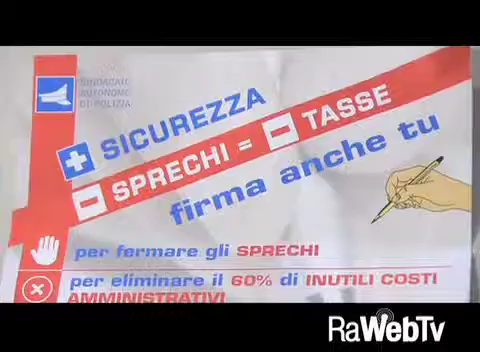 SINDACATO
AUTONOMO
DI POLIZIA
+ SICUREZZA
- SPRECHI = - TASSE
firma anche tu
per fermare gli SPRECHI
per eliminare il 60% di INUTILI COSTI
AMMINISTRATIVI
RaWebTv